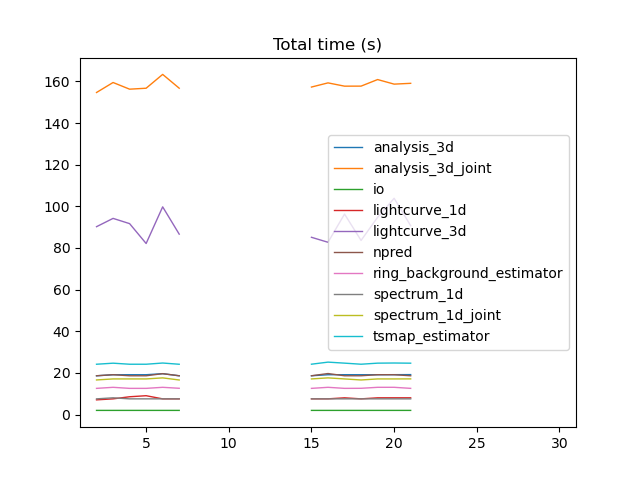 Total time (s)
160
140
120
100
80
60
40
20
0
analysis_3d
analysis_3d_joint
io
lightcurve_1d
lightcurve_3d
npred
ring_background_estimator
spectrum_1d
spectrum_1d_joint
tsmap_estimator
5 10 15 20 25 30